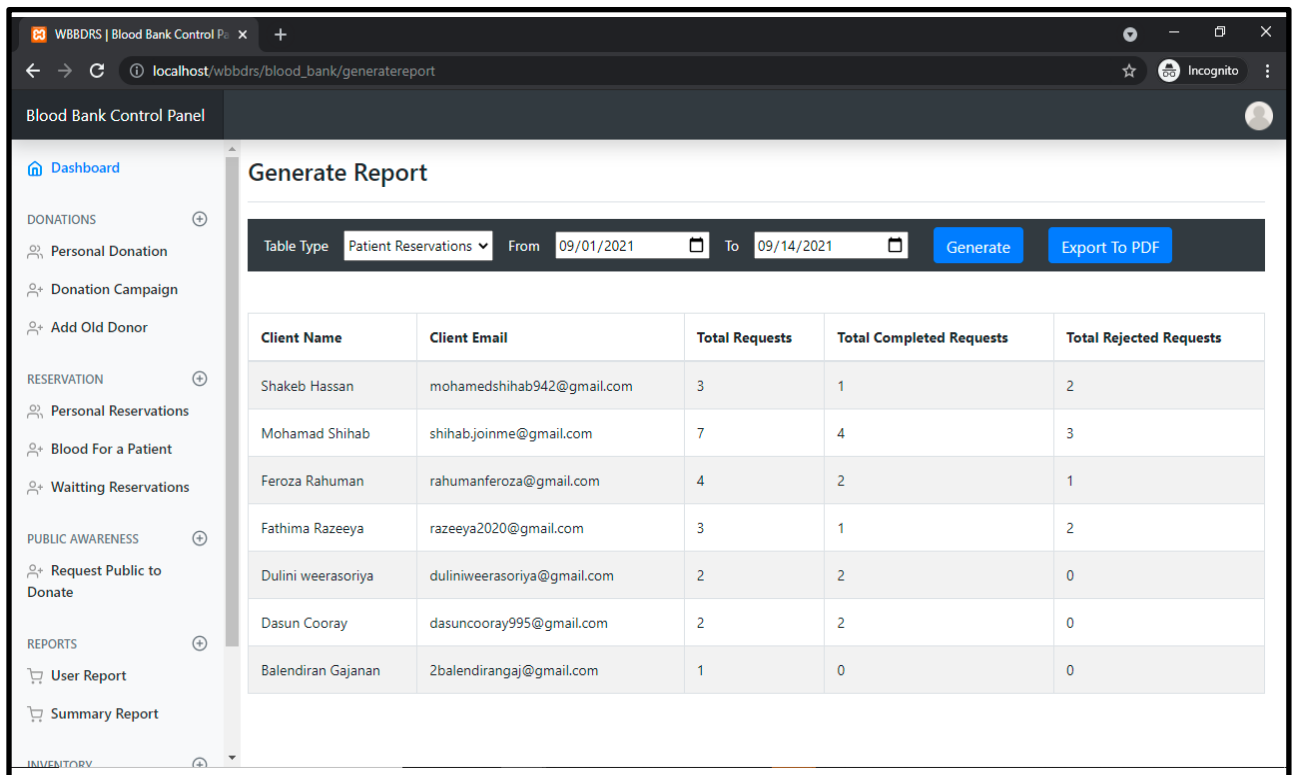 WBBDRS | Blood Bank Control Pa
localhost/wbbdrs/blood_bank/generatereport
Incognito
Blood Bank Control Panel
Dashboard
DONATIONS
Personal Donation
Donation Campaign
Add Old Donor
RESERVATION
Personal Reservations
Blood For a Patient
Waitting Reservations
PUBLIC AWARENESS
Request Public to
Donate
REPORTS
User Report
Summary Report
INVENTORY
Generate Report
Table Type Patient Reservations From 09/01/2021 To 09/14/2021 Generate Export To PDF
Client Name Client Email Total Requests Total Completed Requests Total Rejected Requests
Shakeb Hassan mohamedshihab942@gmail.com 3 1 2
Mohamad Shihab shihab.joinme@gmail.com 7 4 3
Feroza Rahuman rahumanferoza@gmail.com 4 2 1
Fathima Razeeya razeeya2020@gmail.com 3 1 2
Dulini weerasoriya duliniweerasoriya@gmail.com 2 2 0
Dasun Cooray dasuncooray995@gmail.com 2 2 0
Balendiran Gajanan 2balendirangaj@gmail.com 1 0 0